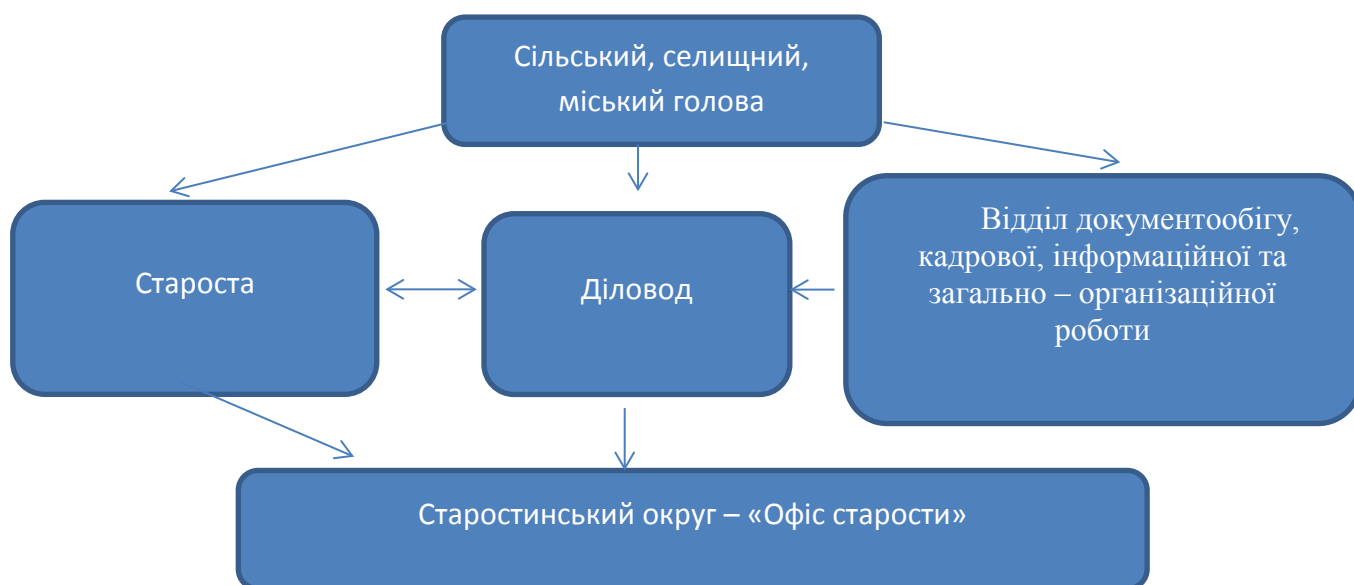 Сільський, селищний,
міський голова
Староста
Діловод
Відділ документообігу,
кадрової, інформаційної та
загально – організаційної
роботи
Старостинський округ – «Офіс старости»